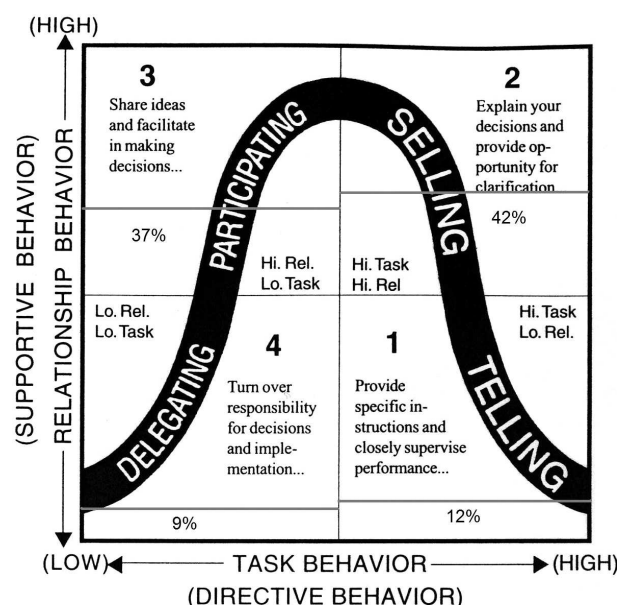 (HIGH)
(SUPPORTIVE BEHAVIOR)
RELATIONSHIP BEHAVIOR
3
Share ideas
and facilitate
in making
decisions...
37%
PARTICIPATING
Hi. Rel.
Lo. Task
2
Explain your
decisions and
provide op-
portunity for
clarification
42%
SELLING
Hi. Task
Hi. Rel
Lo. Rel.
Lo. Task
DELEGATING
4
Turn over
responsibility
for decisions
and imple-
mentation...
9%
1
Provide
specific in-
structions and
closely supervise
performance...
12%
Hi. Task
Lo. Rel.
TELLING
(LOW)
TASK BEHAVIOR
(HIGH)
(DIRECTIVE BEHAVIOR)